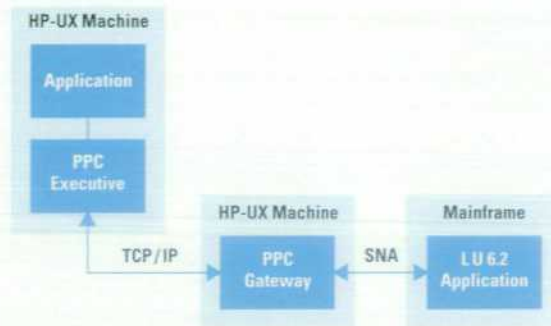 HP-UX Machine
Application
PPC
Executive
HP-UX Machine
Mainframe
TCP/IP
PPC
Gateway
SNA
LU 6.2
Application